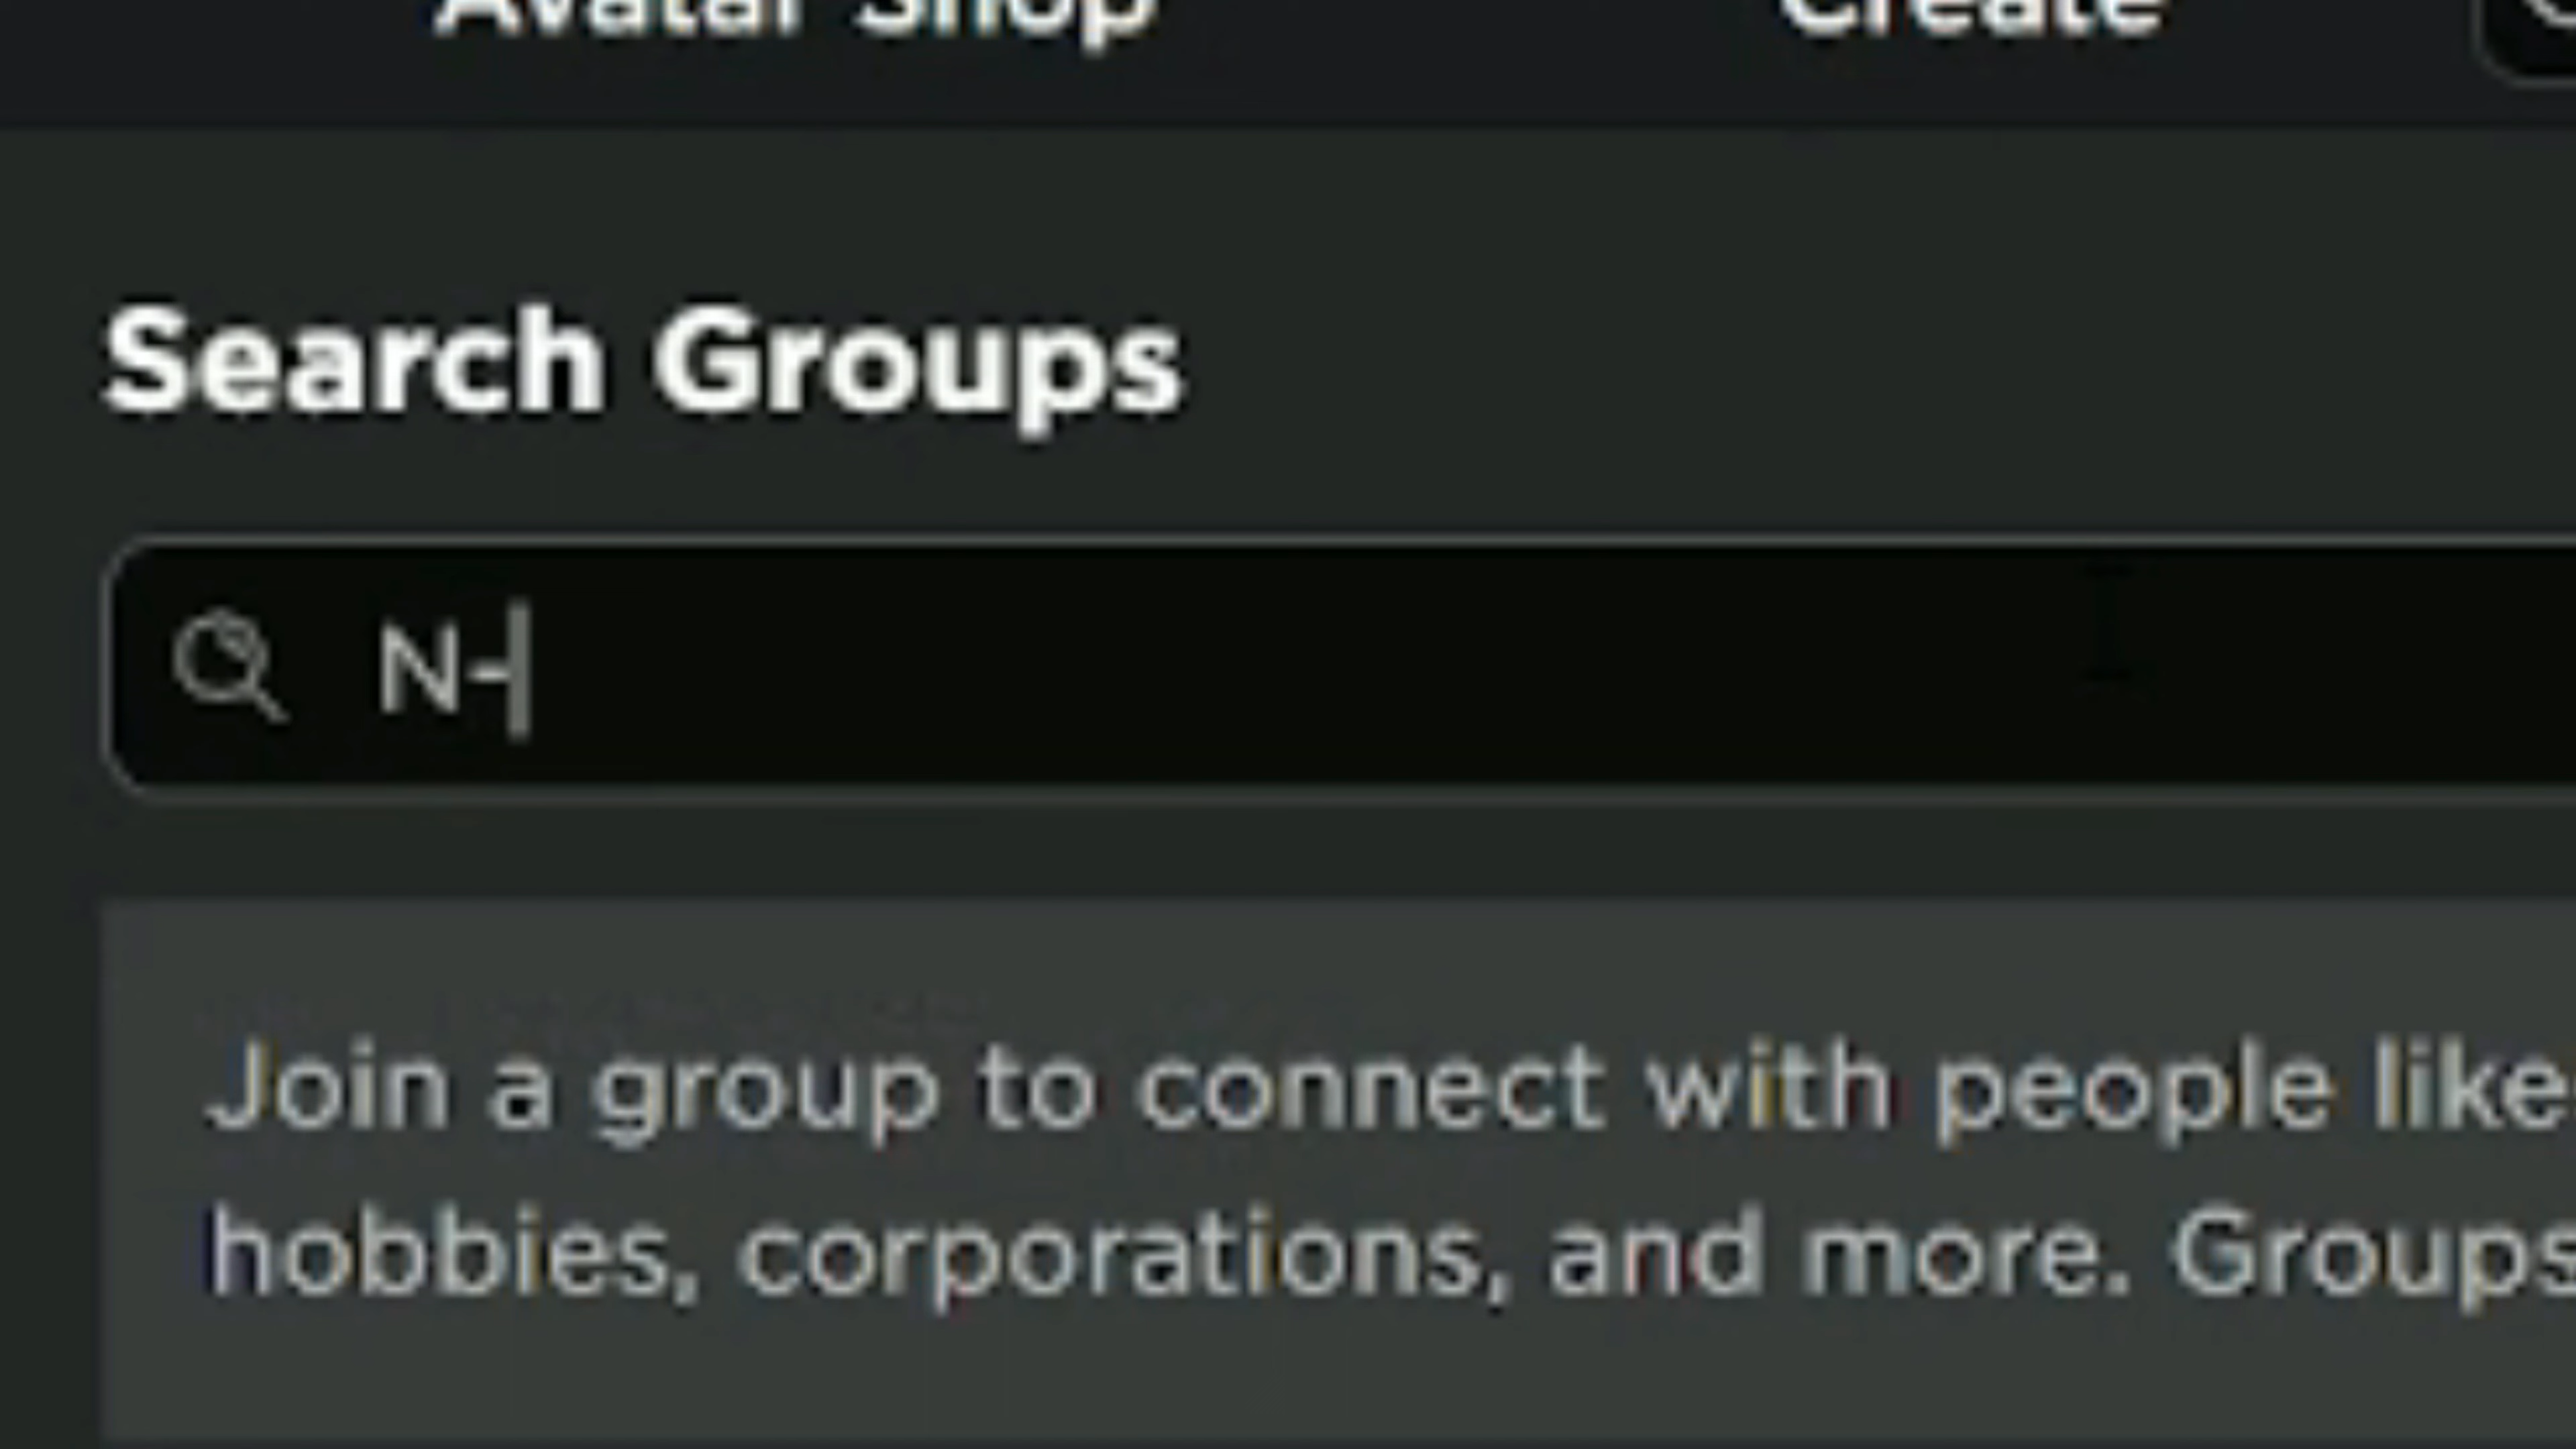 Avatar Shop Create
Search Groups
N-
Join a group to connect with people like
hobbies, corporations, and more. Groups